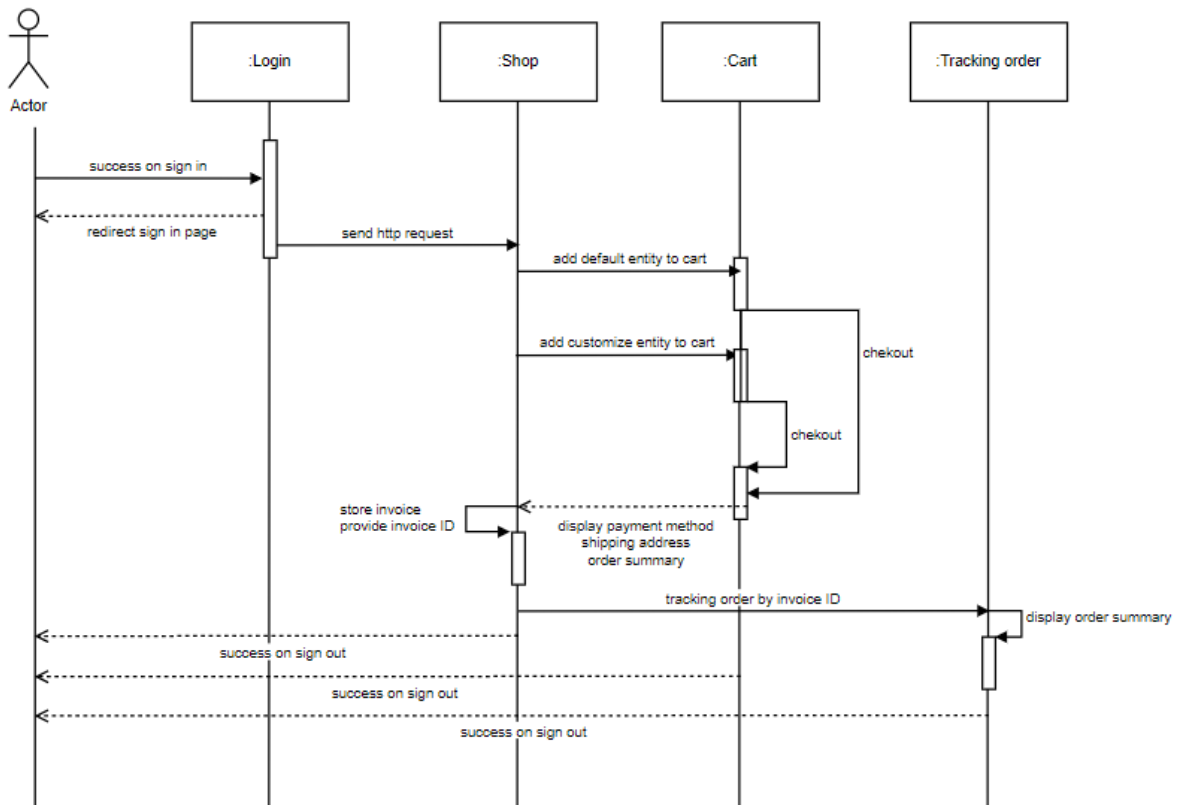 Actor
:Login
:Shop
:Cart
:Tracking order
success on sign in
redirect sign in page
send http request
add default entity to cart
add customize entity to cart
chekout
chekout
store invoice
provide invoice ID
display payment method
shipping address
order summary
tracking order by invoice ID
display order summary
success on sign out
success on sign out
success on sign out